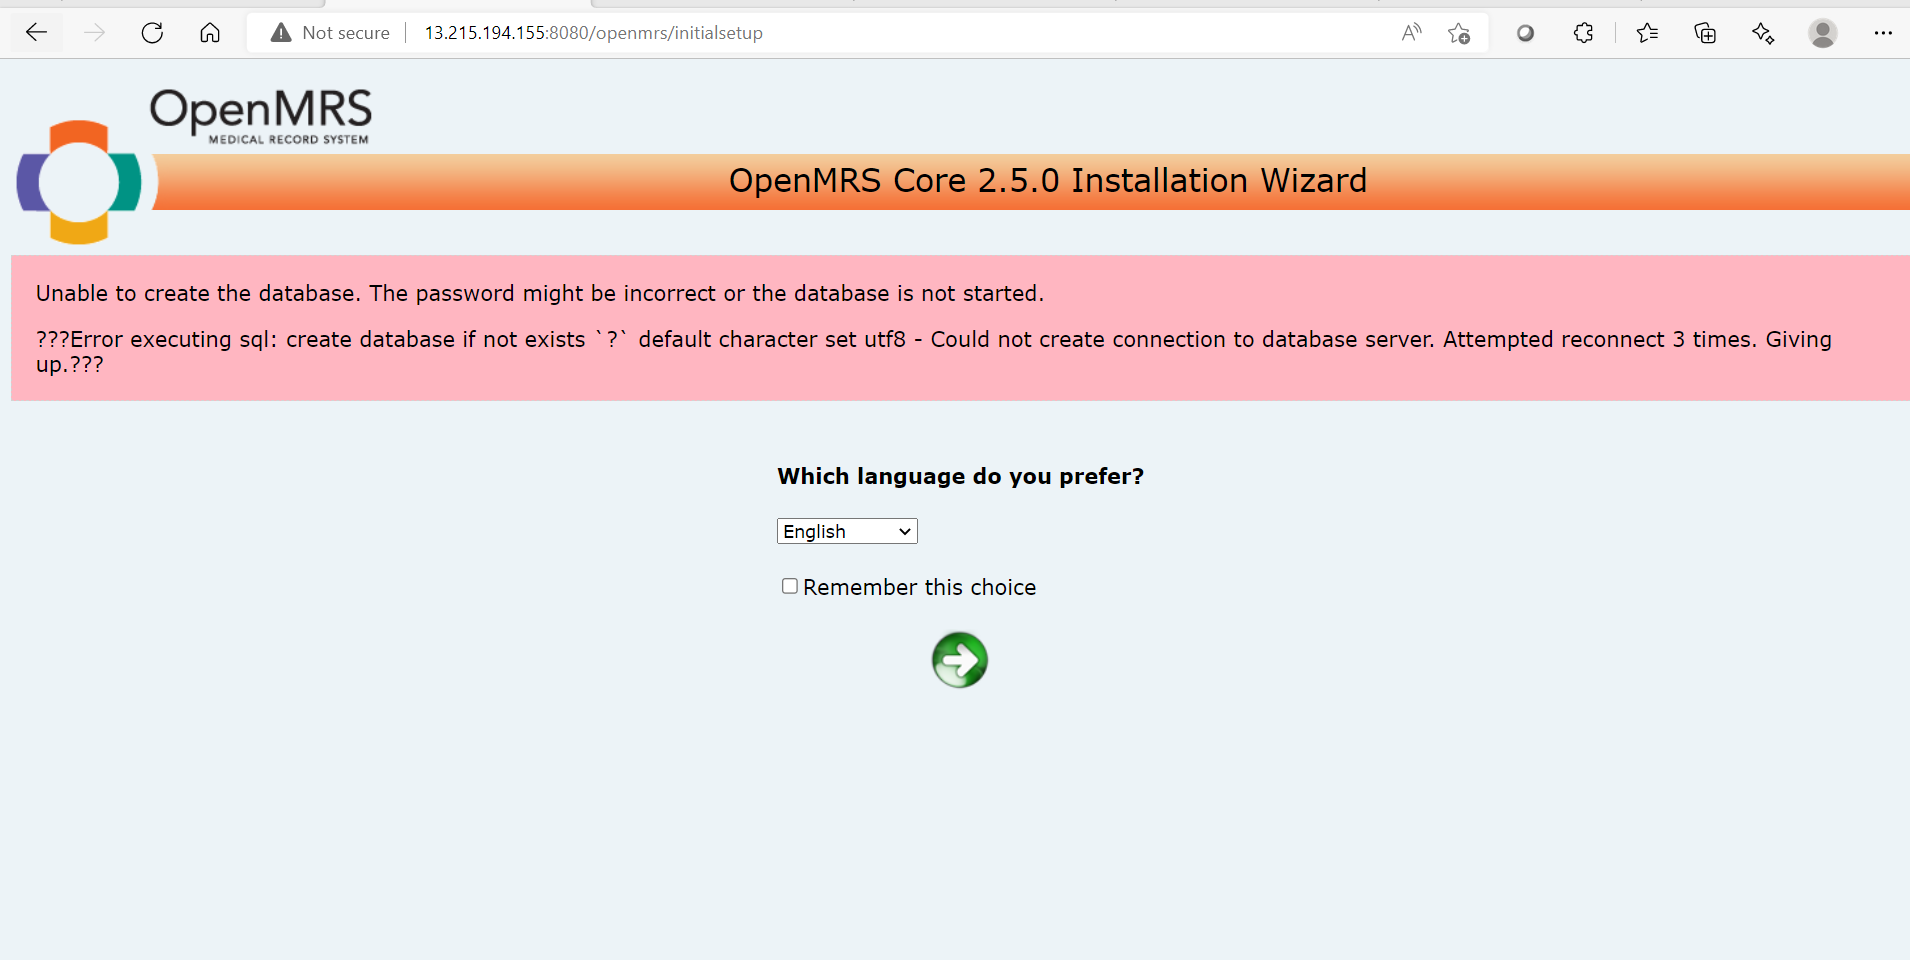 Not secure
13.215.194.155:8080/openmrs/initialsetup
OpenMRS
MEDICAL RECORD SYSTEM
OpenMRS Core 2.5.0 Installation Wizard
Unable to create the database. The password might be incorrect or the database is not started.
???Error executing sql: create database if not exists `?` default character set utf8 - Could not create connection to database server. Attempted reconnect 3 times. Giving
up.???
Which language do you prefer?
English
Remember this choice